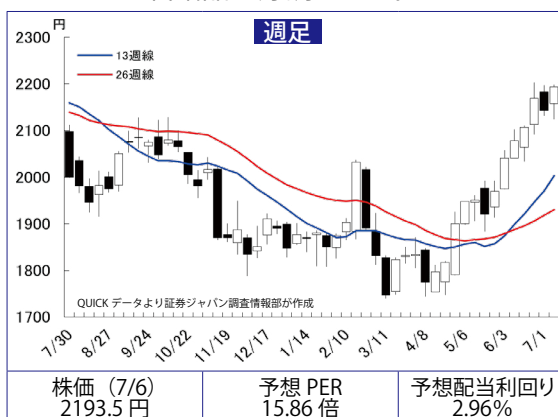 円
週足
2300
2200
2100
2000
1900
1800
1700
13週線
26週線
QUICK データより証券ジャパン調査情報部が作成
7/30
8/27
9/24
10/22
11/19
12/17
1/14
2/10
3/11
4/8
5/6
6/3
7/1
株価（7/6）
2193.5 円
予想 PER
15.86 倍
予想配当利回り
2.96%